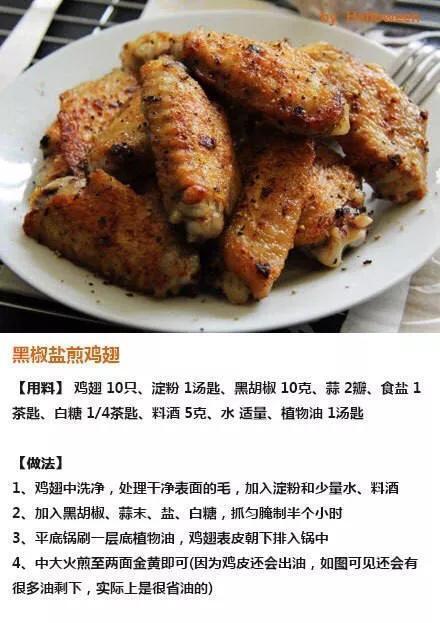 by Halloween
黑椒盐煎鸡翅
【用料】 鸡翅 10只、淀粉 1汤匙、黑胡椒 10克、蒜 2瓣、食盐 1
茶匙、白糖 1/4茶匙、料酒 5克、水 适量、植物油 1汤匙
【做法】
1、鸡翅中洗净，处理干净表面的毛，加入淀粉和少量水、料酒
2、加入黑胡椒、蒜末、盐、白糖，抓匀腌制半个小时
3、平底锅刷一层底植物油，鸡翅表皮朝下排入锅中
4、中大火煎至两面金黄即可(因为鸡皮还会出油，如图可见还会有
很多油剩下，实际上是很省油的)